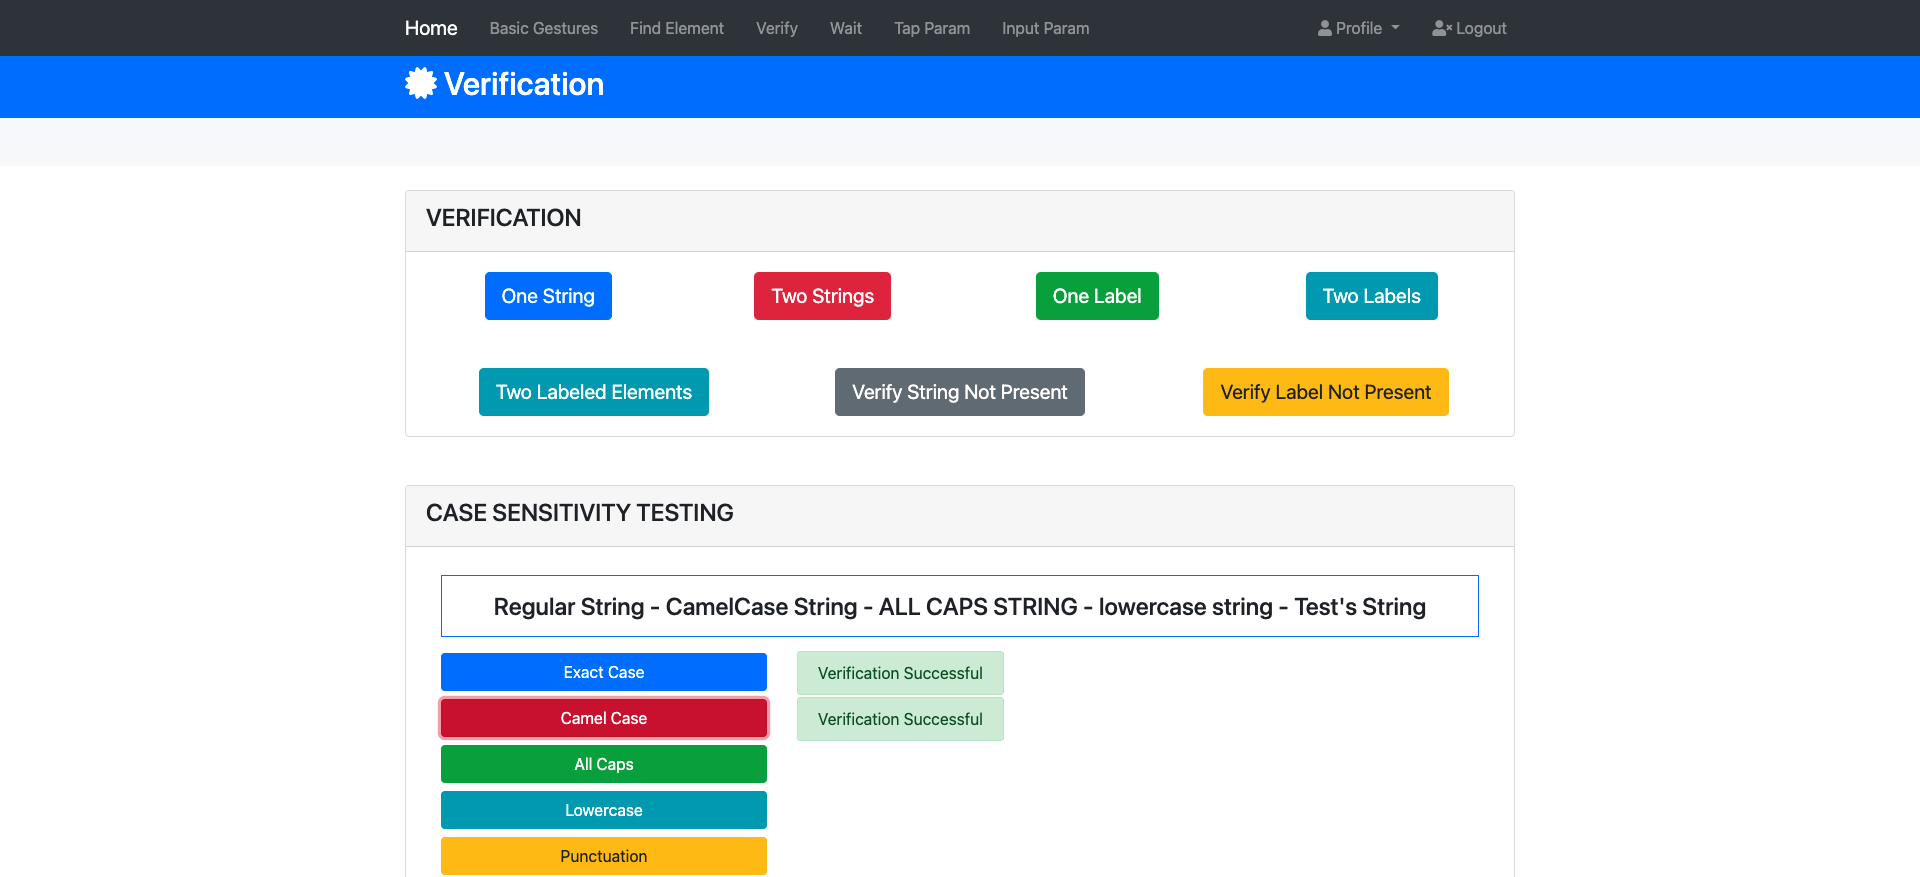 Home Basic Gestures Find Element Verify Wait Tap Param Input Param Profile Logout
Verification
VERIFICATION
One String Two Strings One Label Two Labels
Two Labeled Elements Verify String Not Present Verify Label Not Present
CASE SENSITIVITY TESTING
Regular String - CamelCase String - ALL CAPS STRING - lowercase string - Test's String
Exact Case Verification Successful
Camel Case Verification Successful
All Caps
Lowercase
Punctuation